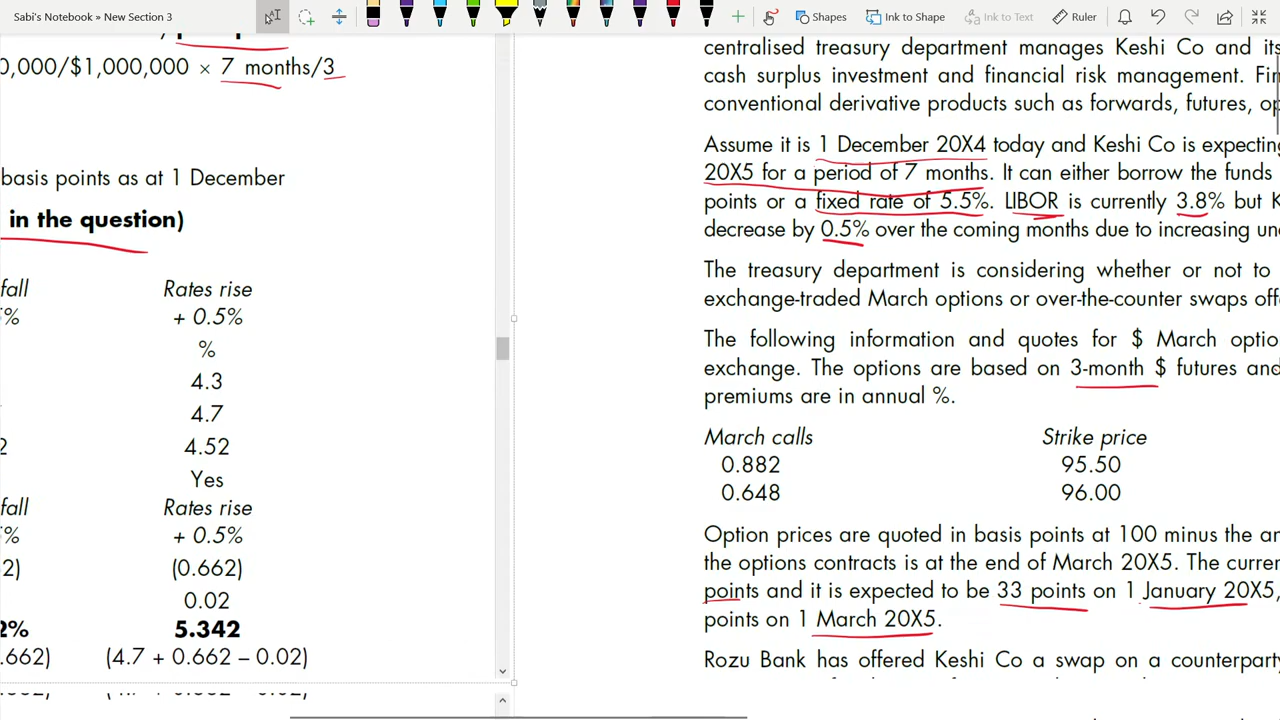 Sabi's Notebook » New Section 3
Shapes
Ink to Shape
Ink to Text
Ruler
0,000/$1,000,000 × 7 months/3
basis points as at 1 December
in the question)
fall Rates rise
5% + 0.5%
%
4.3
4.7
2 4.52
Yes
fall Rates rise
5% + 0.5%
2) (0.662)
0.02
2% 5.342
662) (4.7 + 0.662 – 0.02)
centralised treasury department manages Keshi Co and its
cash surplus investment and financial risk management. Fin
conventional derivative products such as forwards, futures, op
Assume it is 1 December 20X4 today and Keshi Co is expecting
20X5 for a period of 7 months. It can either borrow the funds
points or a fixed rate of 5.5%. LIBOR is currently 3.8% but K
decrease by 0.5% over the coming months due to increasing un
The treasury department is considering whether or not to
exchange-traded March options or over-the-counter swaps off
The following information and quotes for $ March optio
exchange. The options are based on 3-month $ futures and
premiums are in annual %.
March calls Strike price
0.882 95.50
0.648 96.00
Option prices are quoted in basis points at 100 minus the an
the options contracts is at the end of March 20X5. The curren
points and it is expected to be 33 points on 1 January 20X5,
points on 1 March 20X5.
Rozu Bank has offered Keshi Co a swap on a counterparty